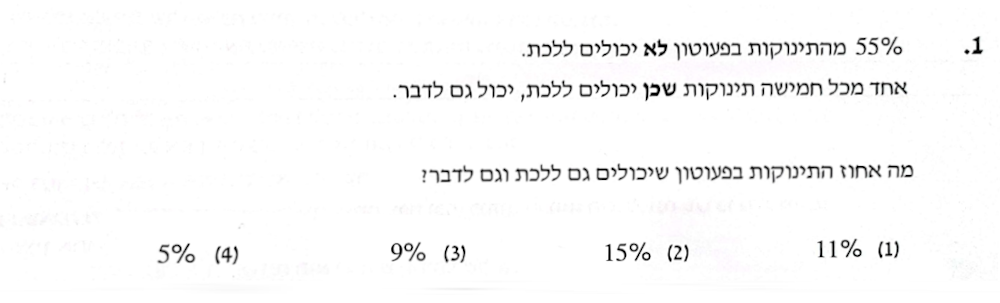 1. 55% מהתינוקות בפעוטון לא יכולים ללכת.
אחד מכל חמישה תינוקות שכן יכולים ללכת, יכול גם לדבר.
מה אחוז התינוקות בפעוטון שיכולים גם ללכת וגם לדבר?
(1) 11% (2) 15% (3) 9% (4) 5%